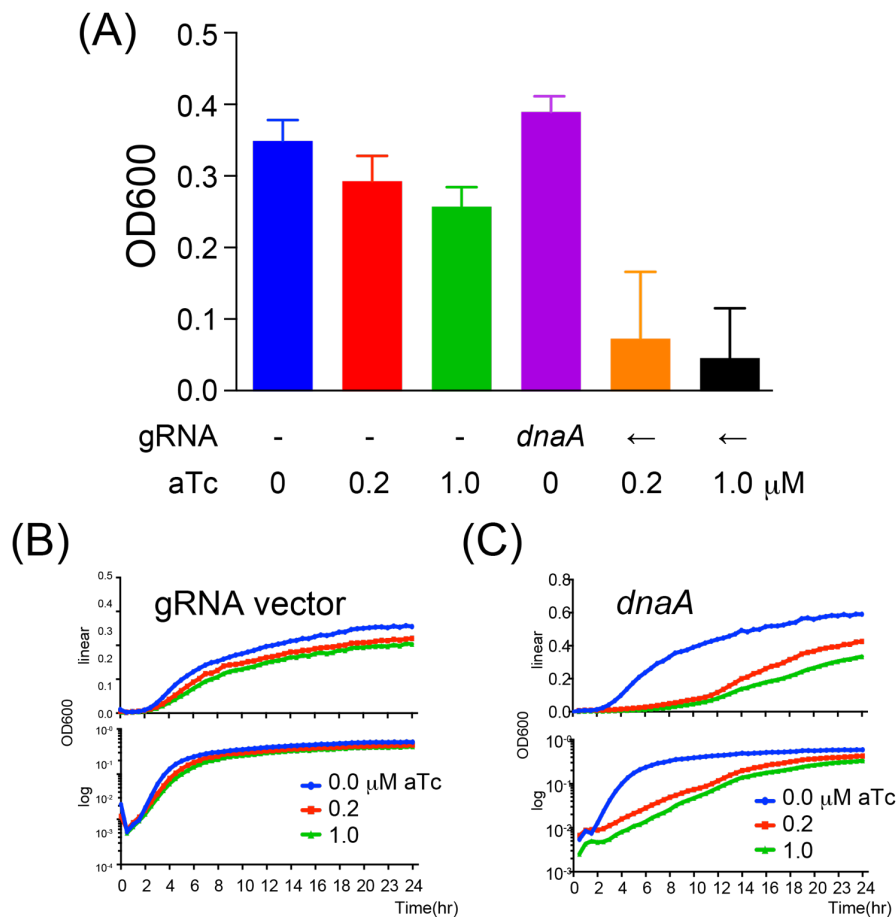 (A)
OD600
0.5
0.4
0.3
0.2
0.1
0.0
gRNA - - - dnaA ← ←
aTc 0 0.2 1.0 0 0.2 1.0 μM
(B)
gRNA vector
OD600
linear
0.5
0.4
0.3
0.2
0.1
0.0
log
10⁻⁰
10⁻¹
10⁻²
10⁻³
10⁻⁴
0.0 μM aTc
0.2
1.0
0 2 4 6 8 10 12 14 16 18 20 22 24
Time(hr)
(C)
dnaA
OD600
linear
0.8
0.6
0.4
0.2
0.0
log
10⁻⁰
10⁻¹
10⁻²
10⁻³
0.0 μM aTc
0.2
1.0
0 2 4 6 8 10 12 14 16 18 20 22 24
Time(hr)